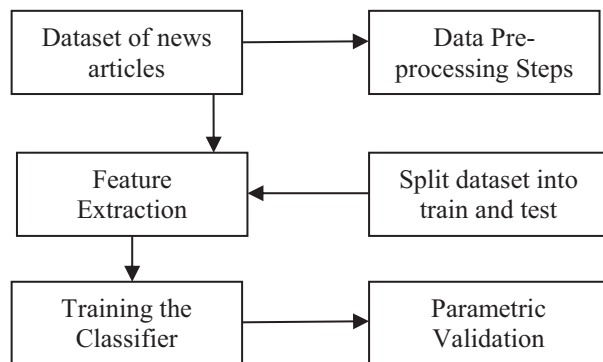 Dataset of news
articles
Data Pre-
processing Steps
Feature
Extraction
Split dataset into
train and test
Training the
Classifier
Parametric
Validation